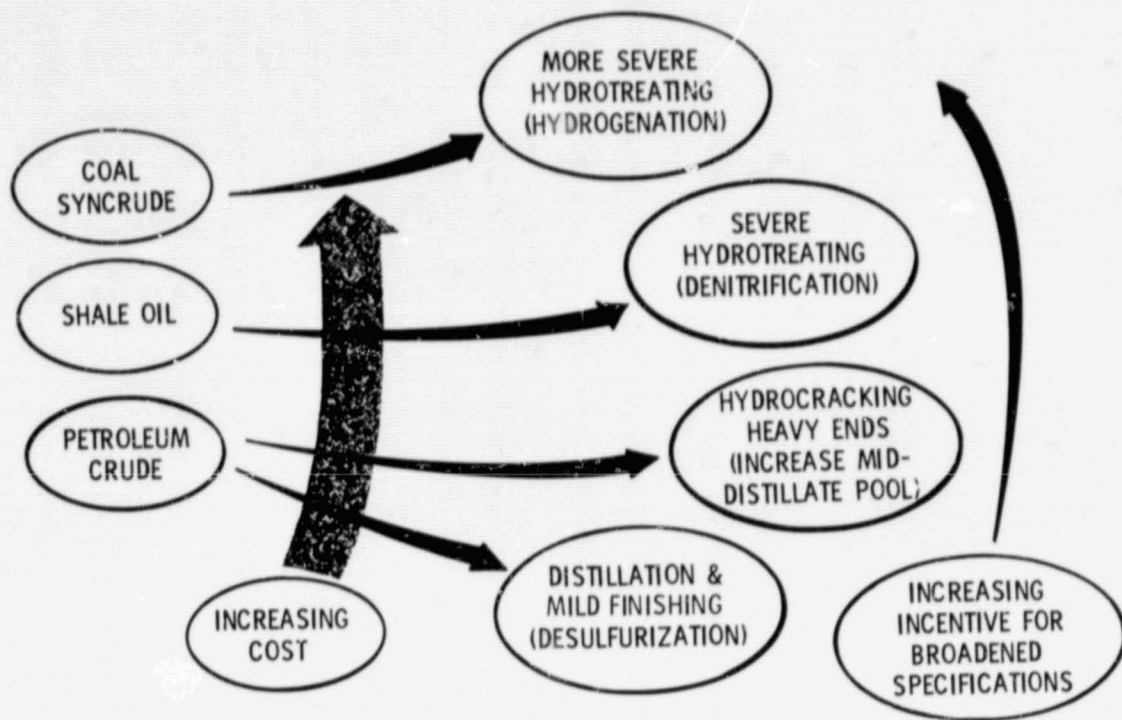 MORE SEVERE
HYDROTREATING
(HYDROGENATION)
COAL
SYNCRUDE
SEVERE
HYDROTREATING
(DENITRIFICATION)
SHALE OIL
HYDROCRACKING
HEAVY ENDS
(INCREASE MID-
DISTILLATE POOL)
PETROLEUM
CRUDE
DISTILLATION &
MILD FINISHING
(DESULFURIZATION)
INCREASING
COST
INCREASING
INCENTIVE FOR
BROADENED
SPECIFICATIONS